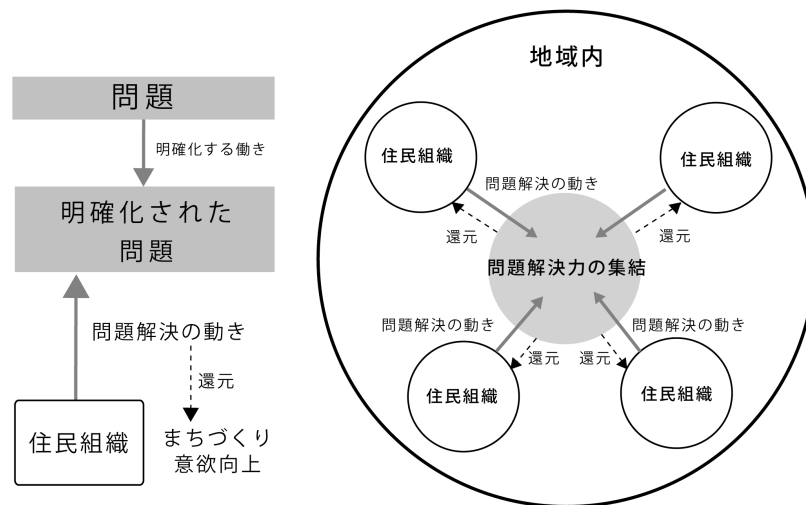 問題
明確化する働き
明確化された
問題
問題解決の動き
還元
住民組織
まちづくり
意欲向上
地域内
住民組織
住民組織
問題解決の動き
還元
還元
問題解決力の集結
問題解決の動き
問題解決の動き
還元
還元
住民組織
住民組織